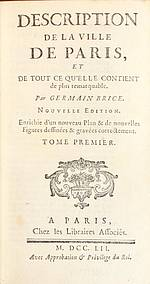 DESCRIPTION
DE LA VILLE
DE PARIS,
ET
DE TOUT CE QU'ELLE CONTIENT
de plus remarquable.
Par GERMAIN BRICE.
NOUVELLE EDITION.
Enrichie d'un nouveau Plan & de nouvelles
Figures dessinées & gravées correctement.
TOME PREMIER.
A PARIS,
Chez les Libraires Associés.
M. DCC. LII.
Avec Approbation & Privilege du Roi.